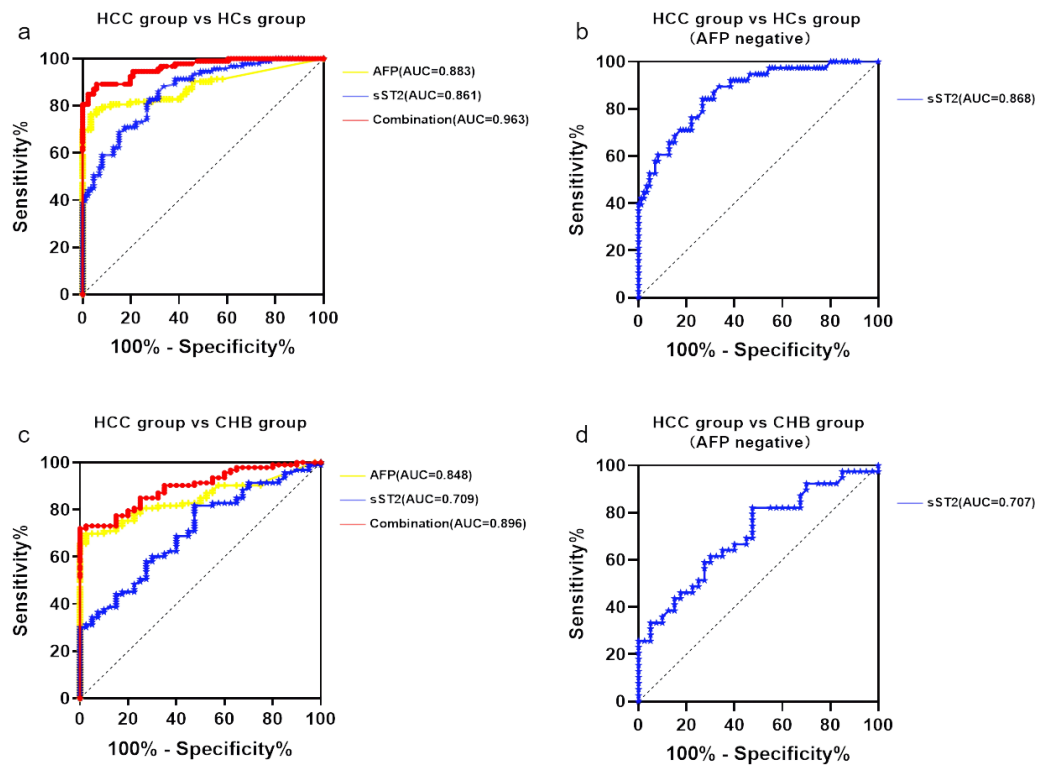 a
HCC group vs HCs group
100
80
60
40
20
0
Sensitivity%
0 20 40 60 80 100
100% - Specificity%
AFP(AUC=0.883)
sST2(AUC=0.861)
Combination(AUC=0.963)
b
HCC group vs HCs group
(AFP negative)
100
80
60
40
20
0
Sensitivity%
0 20 40 60 80 100
100% - Specificity%
sST2(AUC=0.868)
c
HCC group vs CHB group
100
80
60
40
20
0
Sensitivity%
0 20 40 60 80 100
100% - Specificity%
AFP(AUC=0.848)
sST2(AUC=0.709)
Combination(AUC=0.896)
d
HCC group vs CHB group
(AFP negative)
100
80
60
40
20
0
Sensitivity%
0 20 40 60 80 100
100% - Specificity%
sST2(AUC=0.707)